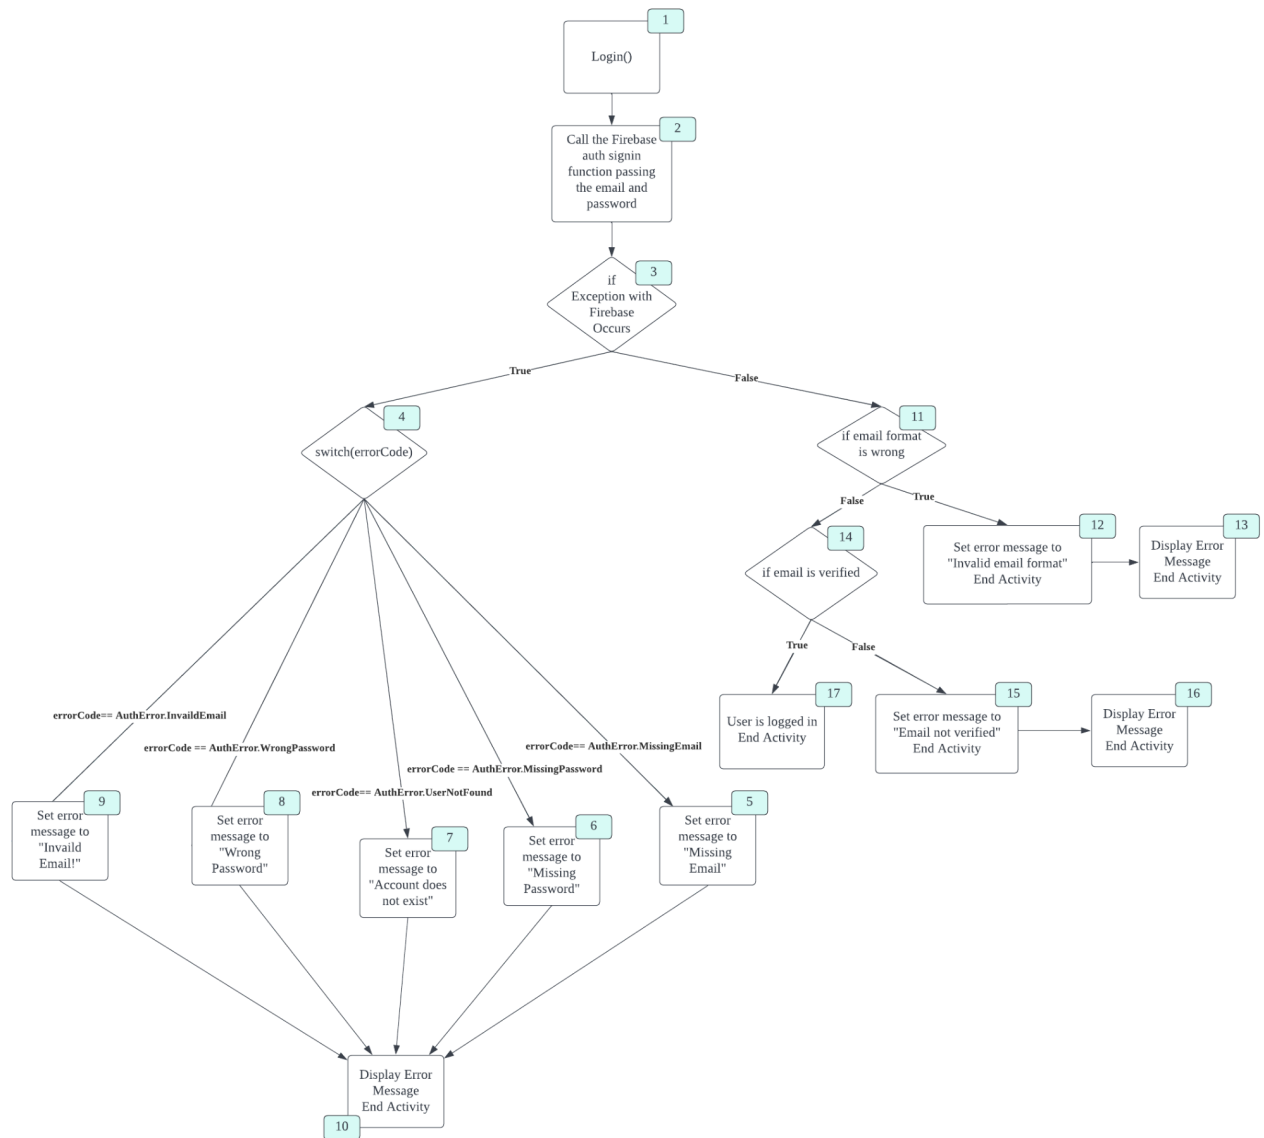 1
Login()
2
Call the Firebase
auth signin
function passing
the email and
password
3
if
Exception with
Firebase
Occurs
True
False
4
switch(errorCode)
11
if email format
is wrong
False
True
12
Set error message to
"Invalid email format"
End Activity
13
Display Error
Message
End Activity
14
if email is verified
True
False
17
User is logged in
End Activity
15
Set error message to
"Email not verified"
End Activity
16
Display Error
Message
End Activity
errorCode== AuthError.InvaildEmail
errorCode == AuthError.WrongPassword
errorCode== AuthError.UserNotFound
errorCode == AuthError.MissingPassword
errorCode== AuthError.MissingEmail
9
Set error
message to
"Invaild
Email!"
8
Set error
message to
"Wrong
Password"
7
Set error
message to
"Account does
not exist"
6
Set error
message to
"Missing
Password"
5
Set error
message to
"Missing
Email"
Display Error
Message
End Activity
10